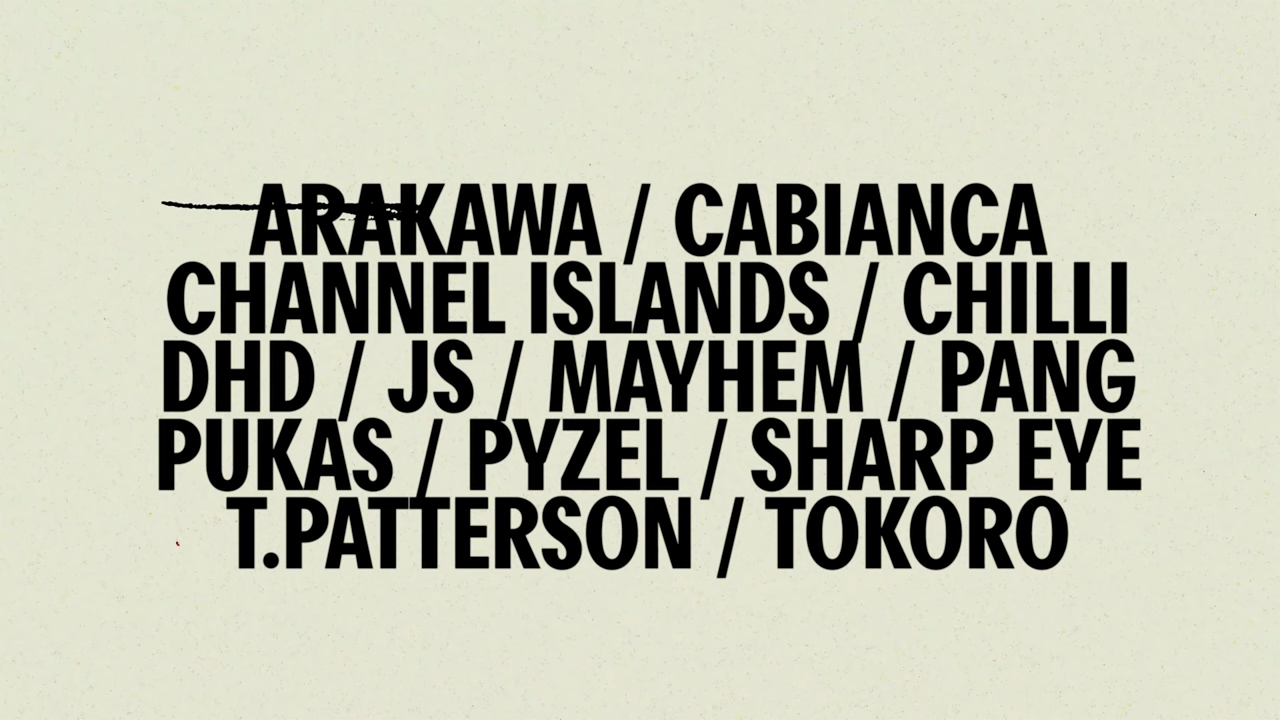 ARAKAWA / CABIANCA
CHANNEL ISLANDS / CHILLI
DHD / JS / MAYHEM / PANG
PUKAS / PYZEL / SHARP EYE
T.PATTERSON / TOKORO